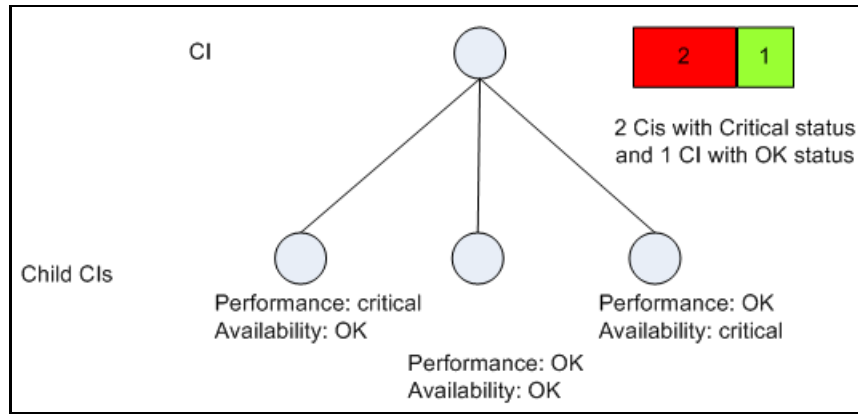 CI
2 1
2 Cis with Critical status
and 1 CI with OK status
Child CIs
Performance: critical
Availability: OK
Performance: OK
Availability: OK
Performance: OK
Availability: critical